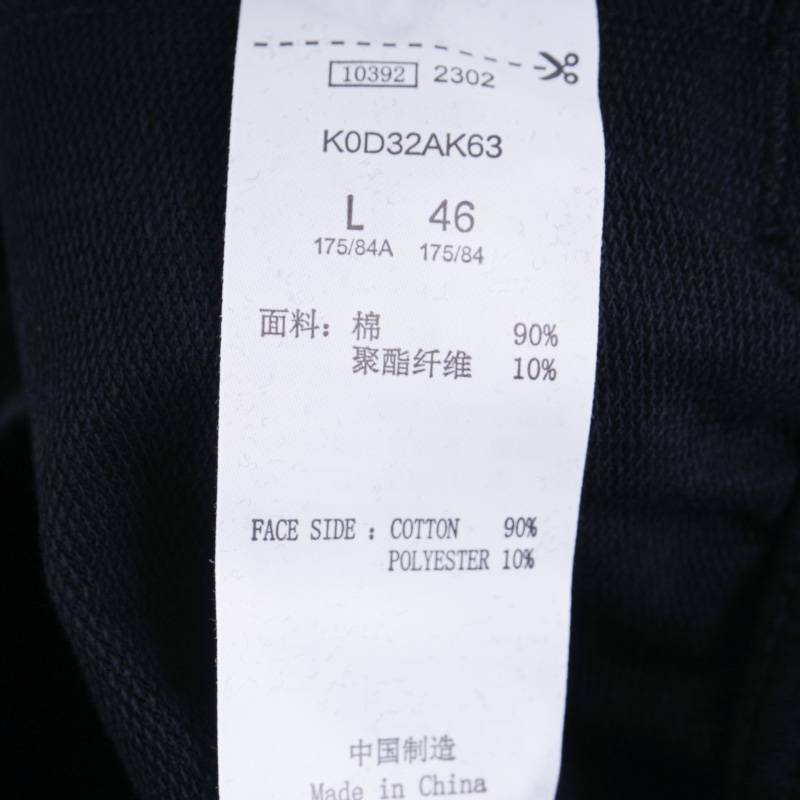 10392 2302
K0D32AK63
L 46
175/84A 175/84
面料：棉 90%
聚酯纤维 10%
FACE SIDE : COTTON 90%
POLYESTER 10%
中国制造
Made in China